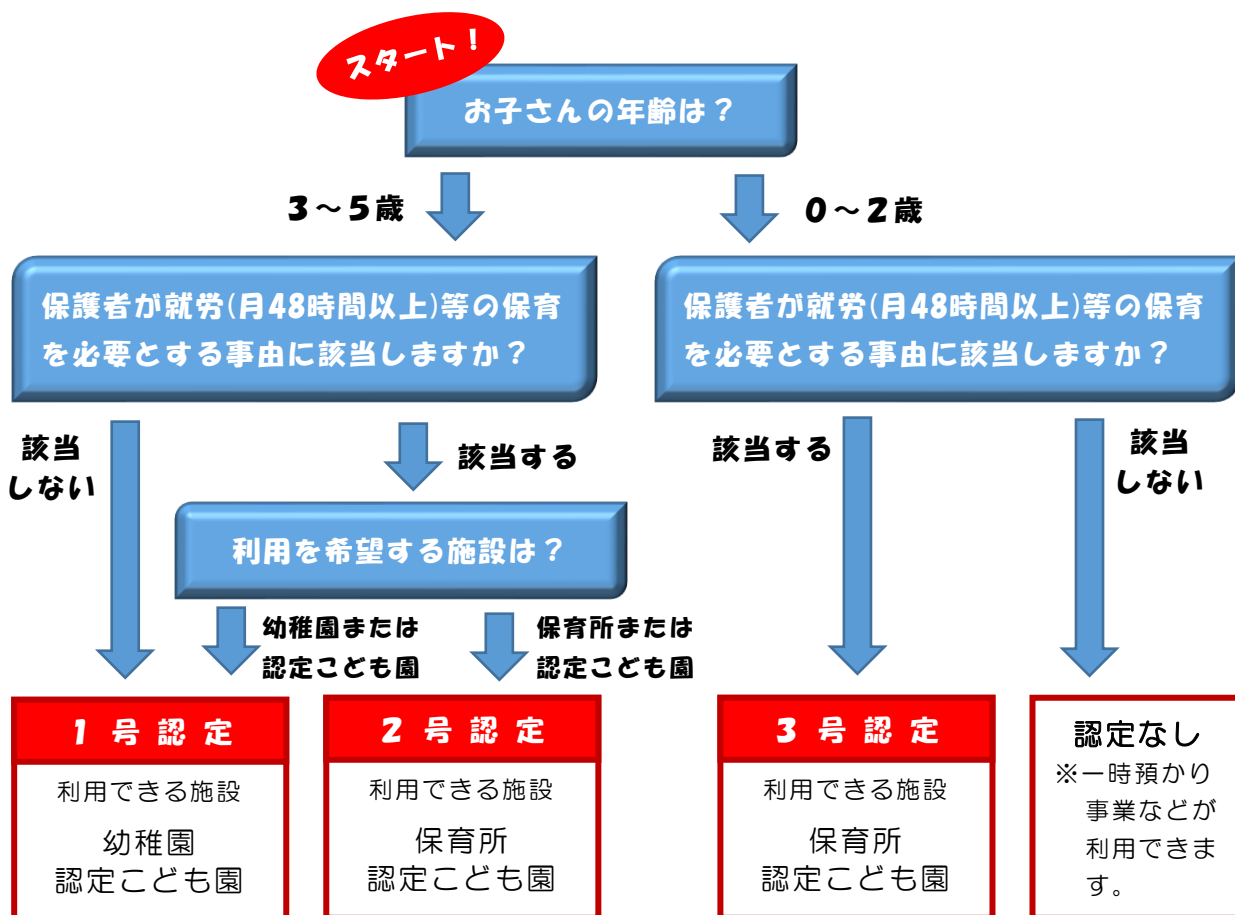 スタート！
お子さんの年齢は？
３～５歳
０～２歳
保護者が就労(月48時間以上)等の保育
を必要とする事由に該当しますか？
保護者が就労(月48時間以上)等の保育
を必要とする事由に該当しますか？
該当
しない
該当する
該当する
該当
しない
利用を希望する施設は？
幼稚園または
認定こども園
保育所または
認定こども園
１号認定
利用できる施設
幼稚園
認定こども園
２号認定
利用できる施設
保育所
認定こども園
３号認定
利用できる施設
保育所
認定こども園
認定なし
※一時預かり
事業などが
利用できま
す。